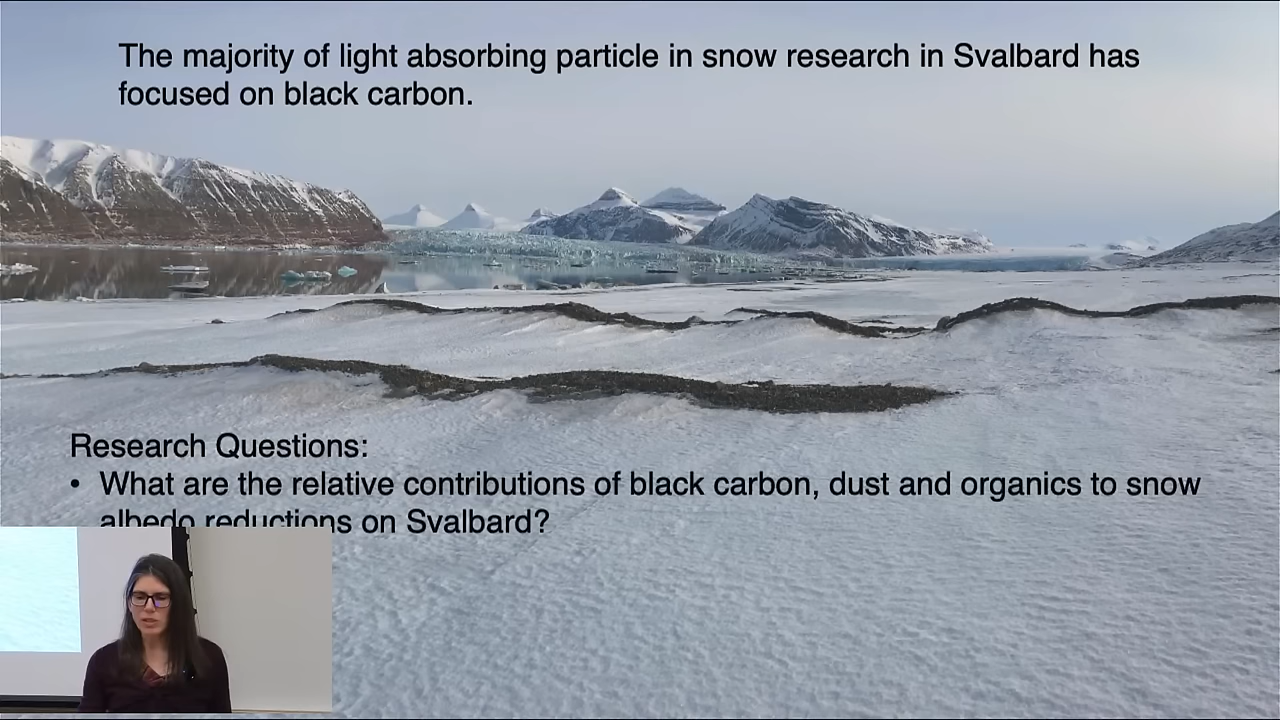 The majority of light absorbing particle in snow research in Svalbard has
focused on black carbon.
Research Questions:
• What are the relative contributions of black carbon, dust and organics to snow
albedo reductions on Svalbard?